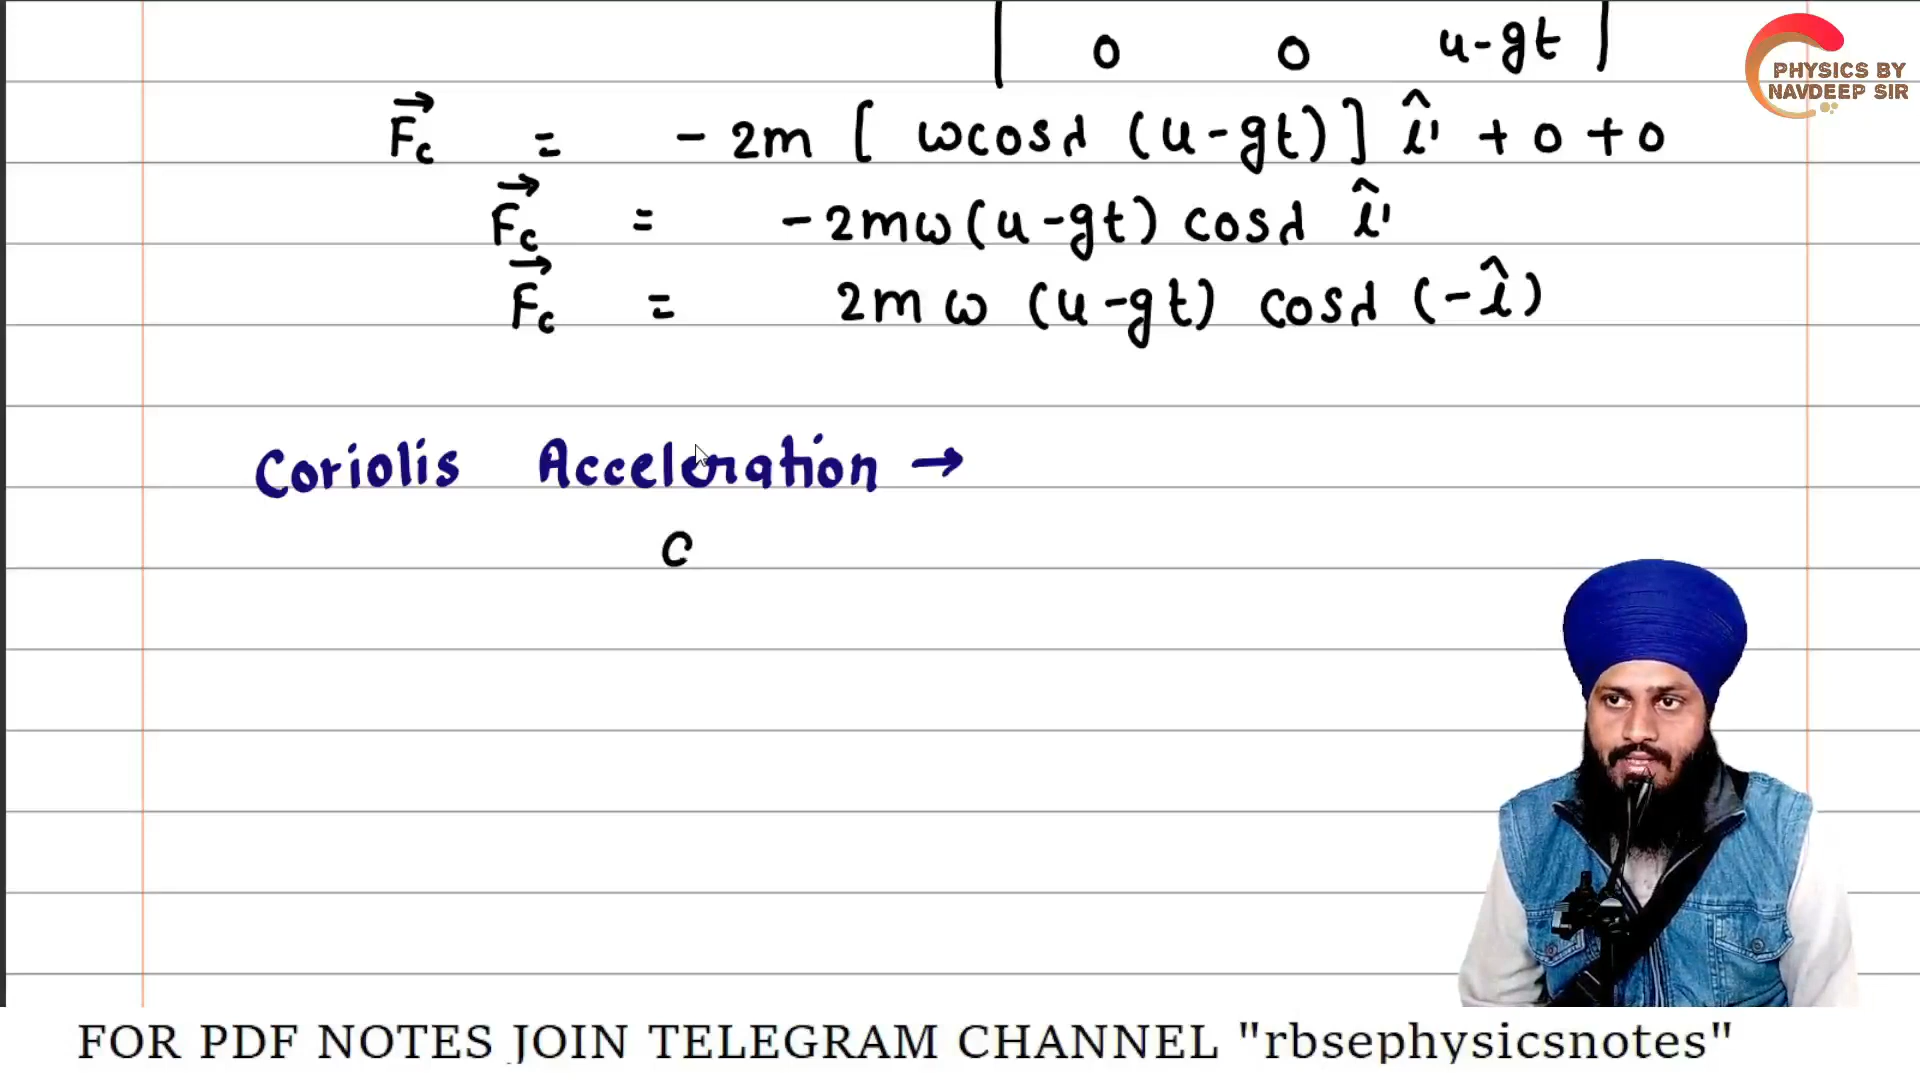 0 0 u-gt
PHYSICS BY
NAVDEEP SIR
F⃗c = -2m [ ωcosλ (u-gt) ] î' + 0 + 0
F⃗c = -2mω(u-gt) cosλ î'
F⃗c = 2mω (u-gt) cosλ (-î)
Coriolis Acceleration →
C
FOR PDF NOTES JOIN TELEGRAM CHANNEL "rbsephysicsnotes"